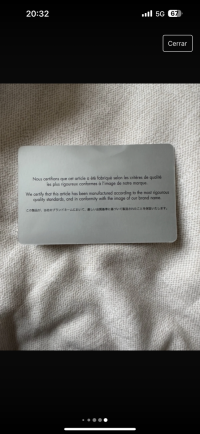 20:32
5G 67
Cerrar
Nous certifions que cet article a été fabriqué selon les critères de qualité,
les plus rigoureux conformes à l'image de notre marque.
We certify that this article has been manufactured according to the most rigourous
quality standards, and in conformity with the image of our brand name.